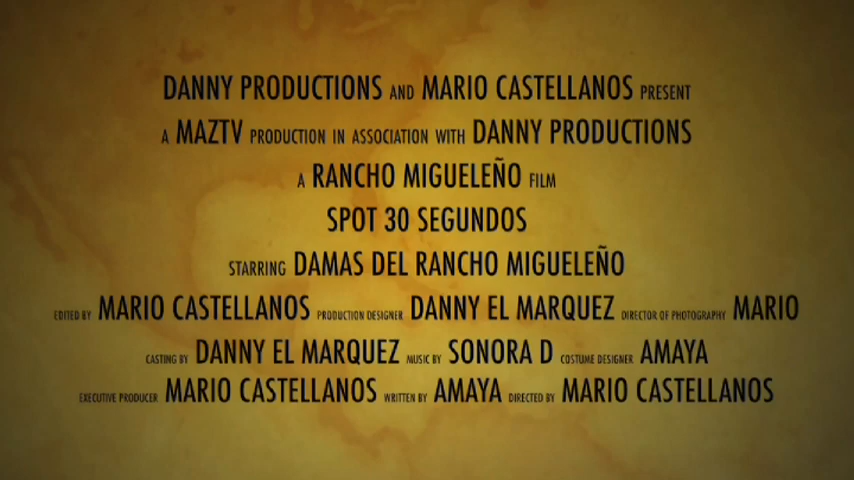 DANNY PRODUCTIONS AND MARIO CASTELLANOS PRESENT
A MAZTV PRODUCTION IN ASSOCIATION WITH DANNY PRODUCTIONS
A RANCHO MIGUELEÑO FILM
SPOT 30 SEGUNDOS
STARRING DAMAS DEL RANCHO MIGUELEÑO
EDITED BY MARIO CASTELLANOS PRODUCTION DESIGNER DANNY EL MARQUEZ DIRECTOR OF PHOTOGRAPHY MARIO
CASTING BY DANNY EL MARQUEZ MUSIC BY SONORA D COSTUME DESIGNER AMAYA
EXECUTIVE PRODUCER MARIO CASTELLANOS WRITTEN BY AMAYA DIRECTED BY MARIO CASTELLANOS